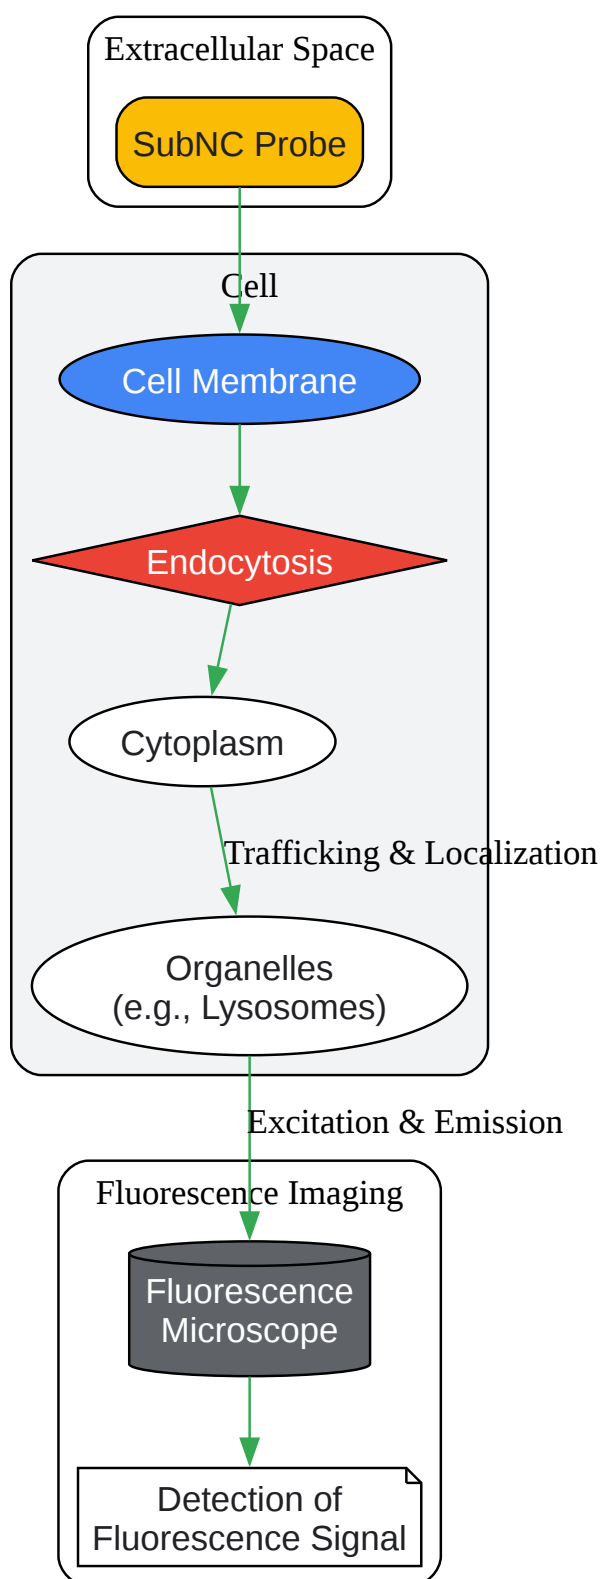 Extracellular Space
SubNC Probe
Cell
Cell Membrane
Endocytosis
Cytoplasm
Trafficking & Localization
Organelles
(e.g., Lysosomes)
Excitation & Emission
Fluorescence Imaging
Fluorescence
Microscope
Detection of
Fluorescence Signal